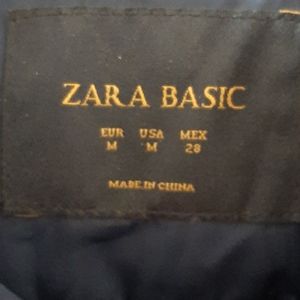 ZARA BASIC
EUR USA MEX
M M 28
MADE IN CHINA